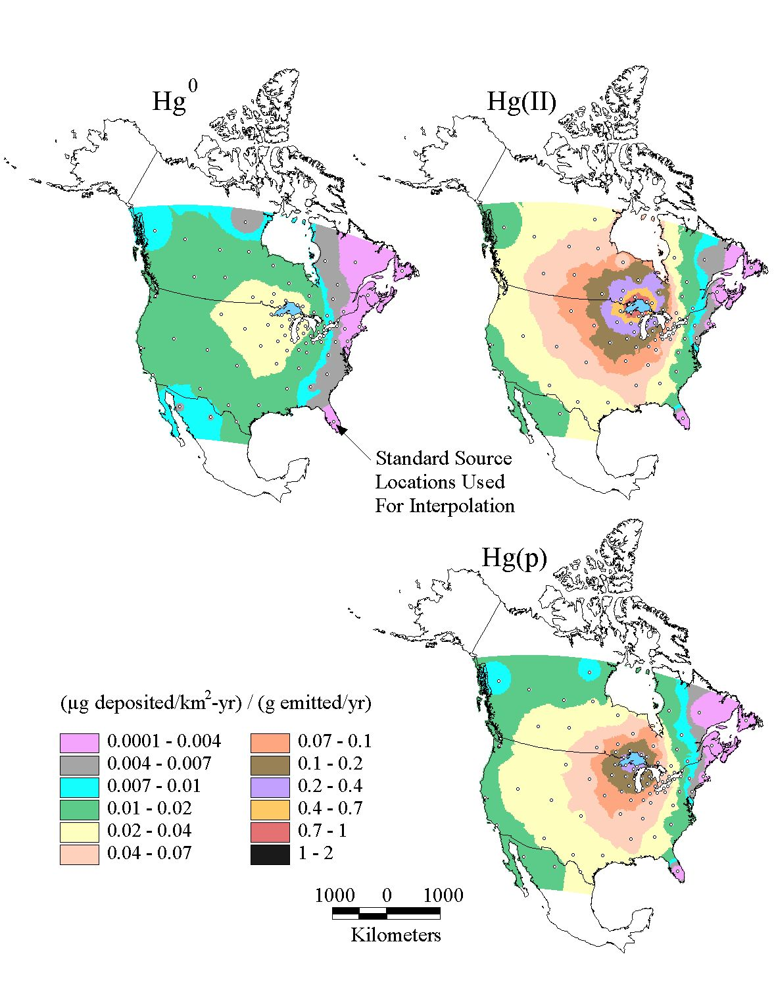 Hg⁰
Hg(II)
Standard Source
Locations Used
For Interpolation
Hg(p)
(µg deposited/km²-yr) / (g emitted/yr)
0.0001 - 0.004
0.004 - 0.007
0.007 - 0.01
0.01 - 0.02
0.02 - 0.04
0.04 - 0.07
0.07 - 0.1
0.1 - 0.2
0.2 - 0.4
0.4 - 0.7
0.7 - 1
1 - 2
1000 0 1000
Kilometers